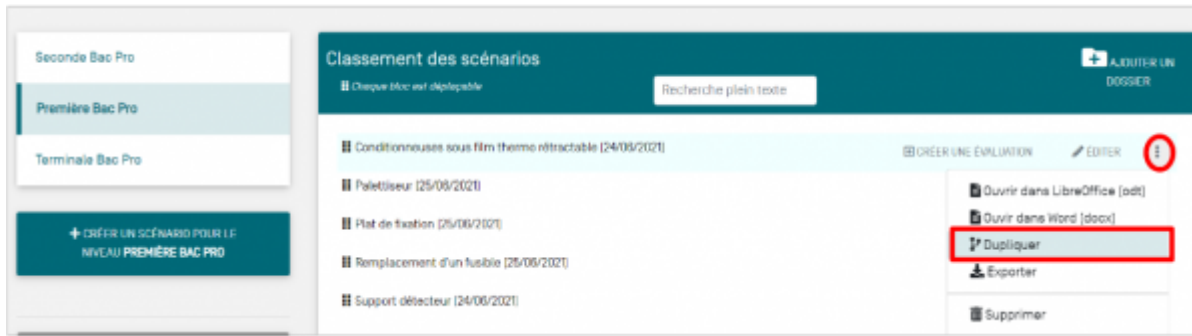 Seconde Bac Pro
Première Bac Pro
Terminale Bac Pro
+ CRÉER UN SCÉNARIO POUR LE
NIVEAU PREMIÈRE BAC PRO
Classement des scénarios
Chaque bloc est déplaçable
Recherche plein texte
AJOUTER UN
DOSSIER
Conditionneuses sous film thermo rétractable (24/06/2021)
CRÉER UNE ÉVALUATION
ÉDITER
Palettiseur (25/06/2021)
Plat de fixation (25/06/2021)
Remplacement d'un fusible (25/06/2021)
Support détecteur (24/06/2021)
Ouvrir dans LibreOffice (odt)
Ouvir dans Word (docx)
Dupliquer
Exporter
Supprimer